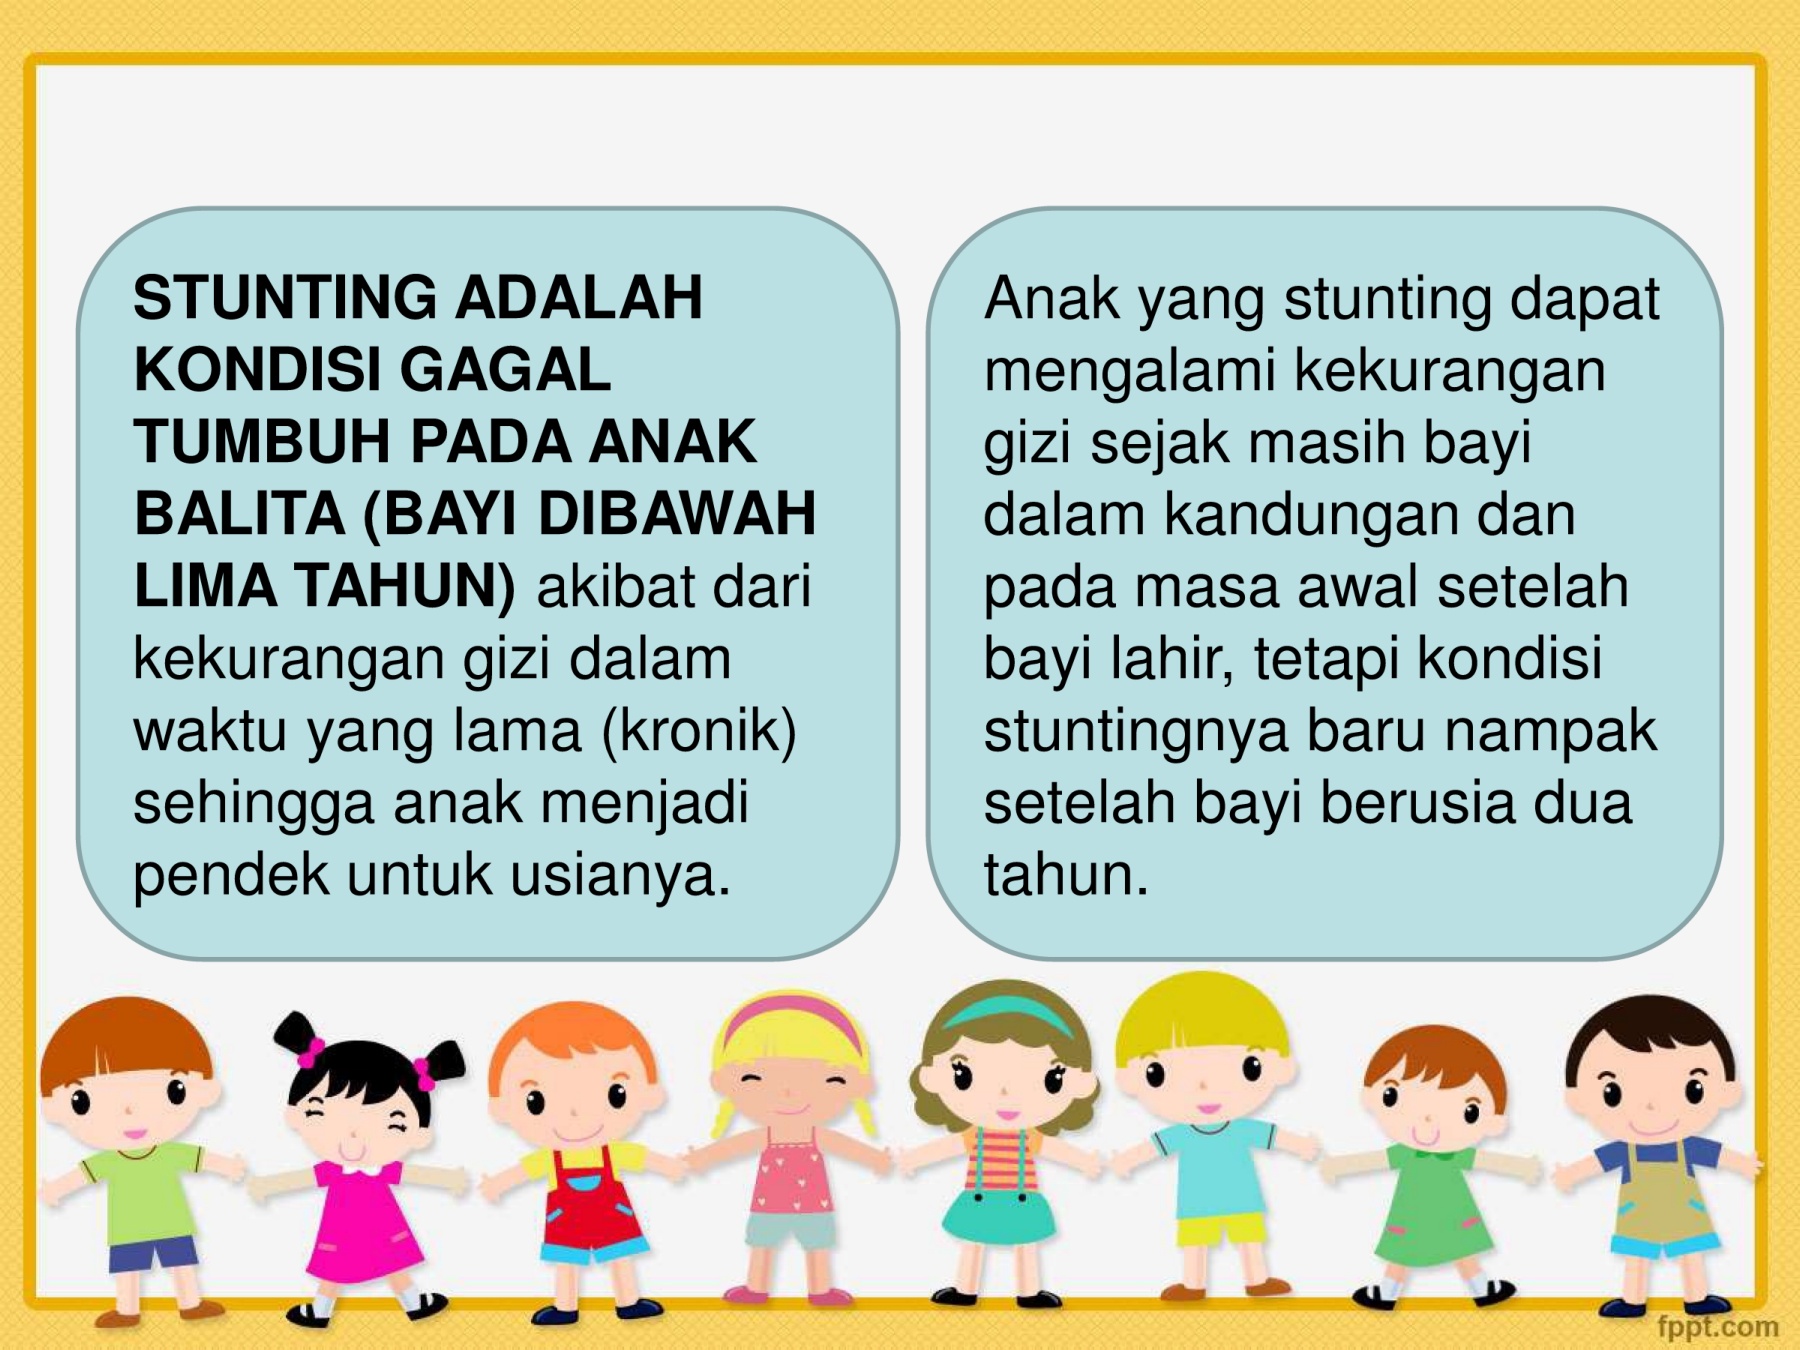 STUNTING ADALAH
KONDISI GAGAL
TUMBUH PADA ANAK
BALITA (BAYI DIBAWAH
LIMA TAHUN) akibat dari
kekurangan gizi dalam
waktu yang lama (kronik)
sehingga anak menjadi
pendek untuk usianya.
Anak yang stunting dapat
mengalami kekurangan
gizi sejak masih bayi
dalam kandungan dan
pada masa awal setelah
bayi lahir, tetapi kondisi
stuntingnya baru nampak
setelah bayi berusia dua
tahun.
fppt.com